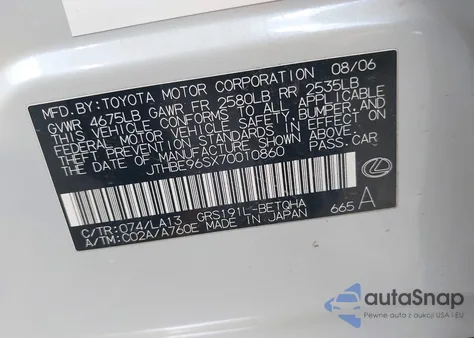 MFD. BY: TOYOTA MOTOR CORPORATION 08/06
GVWR 4675LB GAWR FR 2580LB RR 2535LB
THIS VEHICLE CONFORMS TO ALL APPLICABLE
FEDERAL MOTOR VEHICLE SAFETY, BUMPER, AND
THEFT PREVENTION STANDARDS IN EFFECT ON THE
DATE OF MANUFACTURE SHOWN ABOVE.
JTHBE96SX70010860 PASS.CAR
C/TR:074/LA13 GRS191L-BETQHA
A/TM:C02A/A760E MADE IN JAPAN 665 A
autoSnap
Pewne auto z aukcji USA i EU